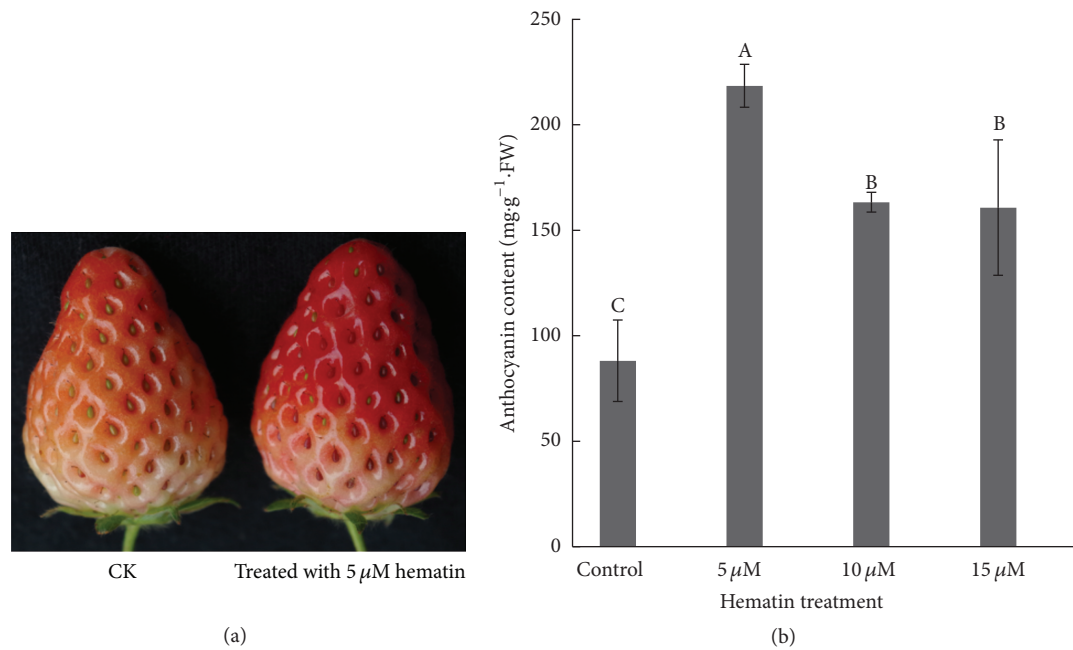 CK
Treated with 5 μM hematin
(a)
250
200
150
100
50
0
Anthocyanin content (mg·g⁻¹·FW)
C
A
B
B
Control
5 μM
10 μM
15 μM
Hematin treatment
(b)